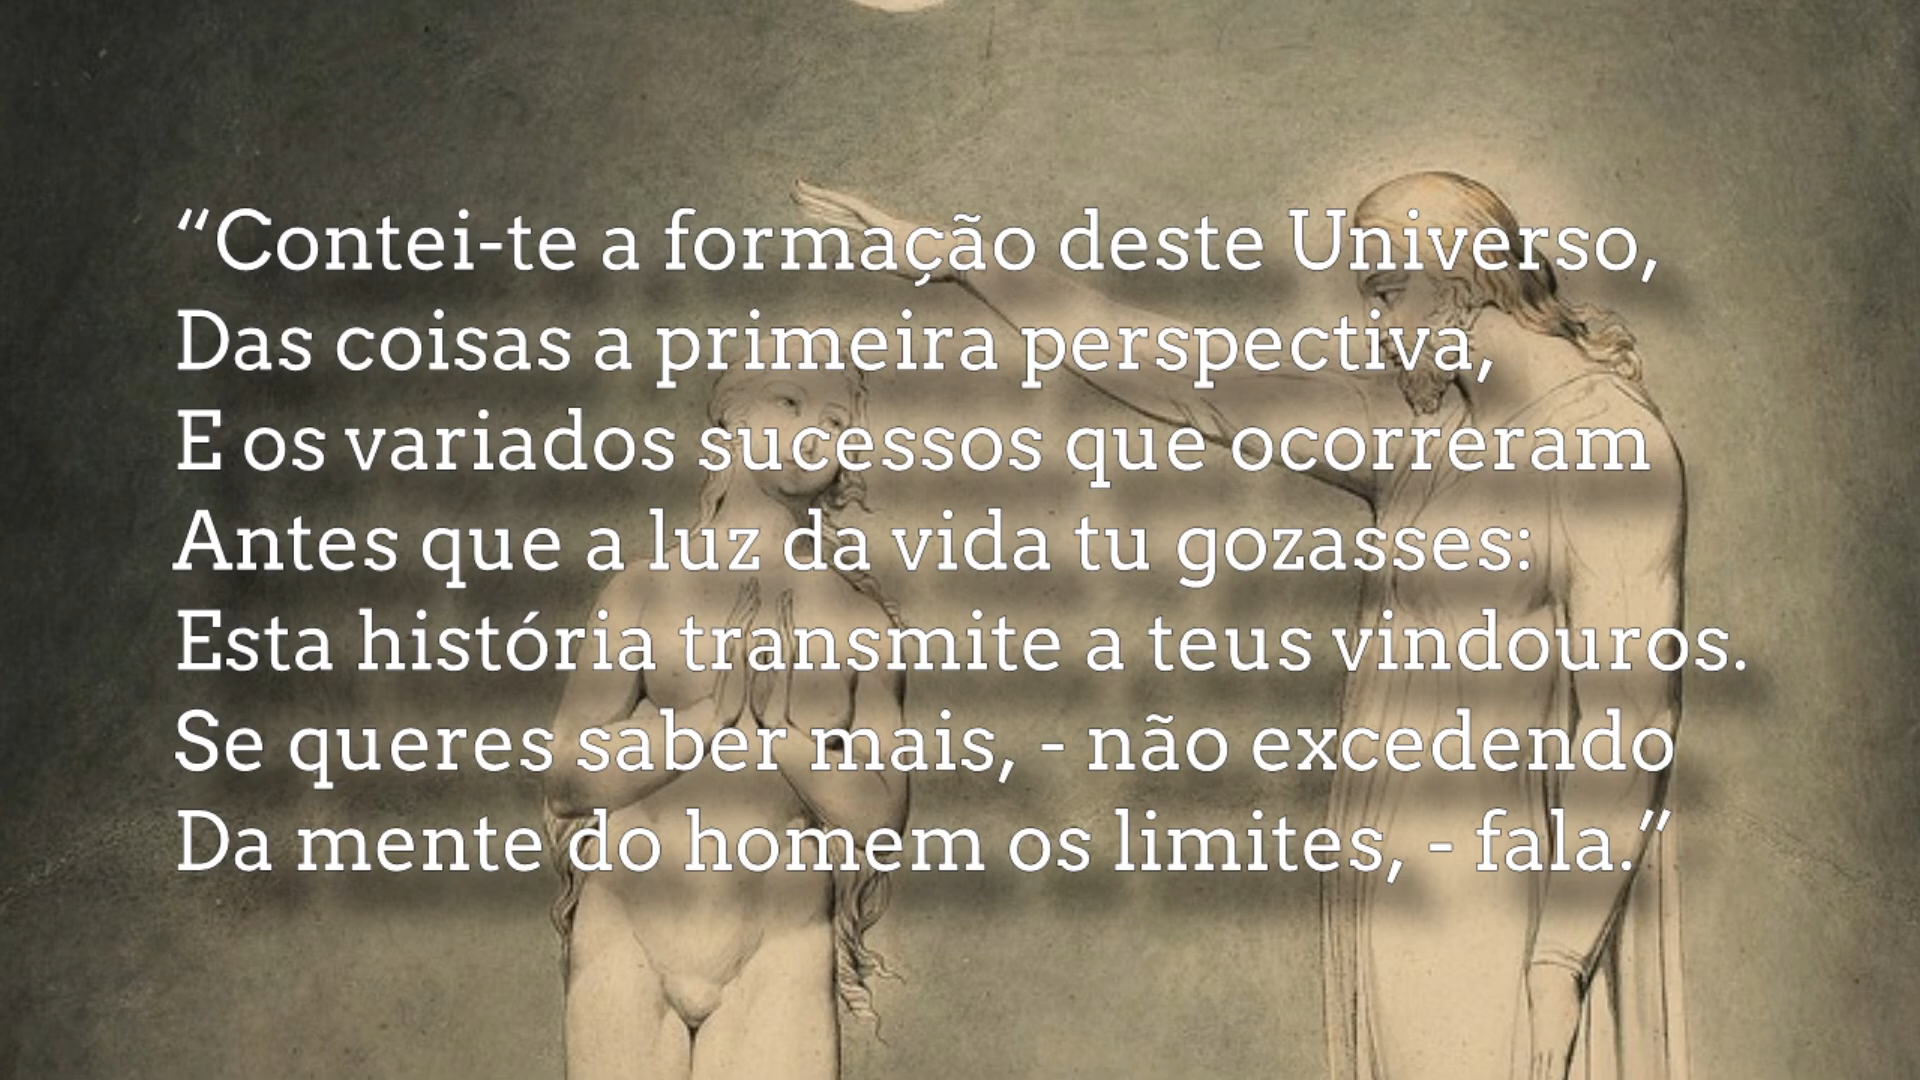 “Contei-te a formação deste Universo,
Das coisas a primeira perspectiva,
E os variados sucessos que ocorreram
Antes que a luz da vida tu gozasses:
Esta história transmite a teus vindouros.
Se queres saber mais, - não excedendo
Da mente do homem os limites, - fala.”